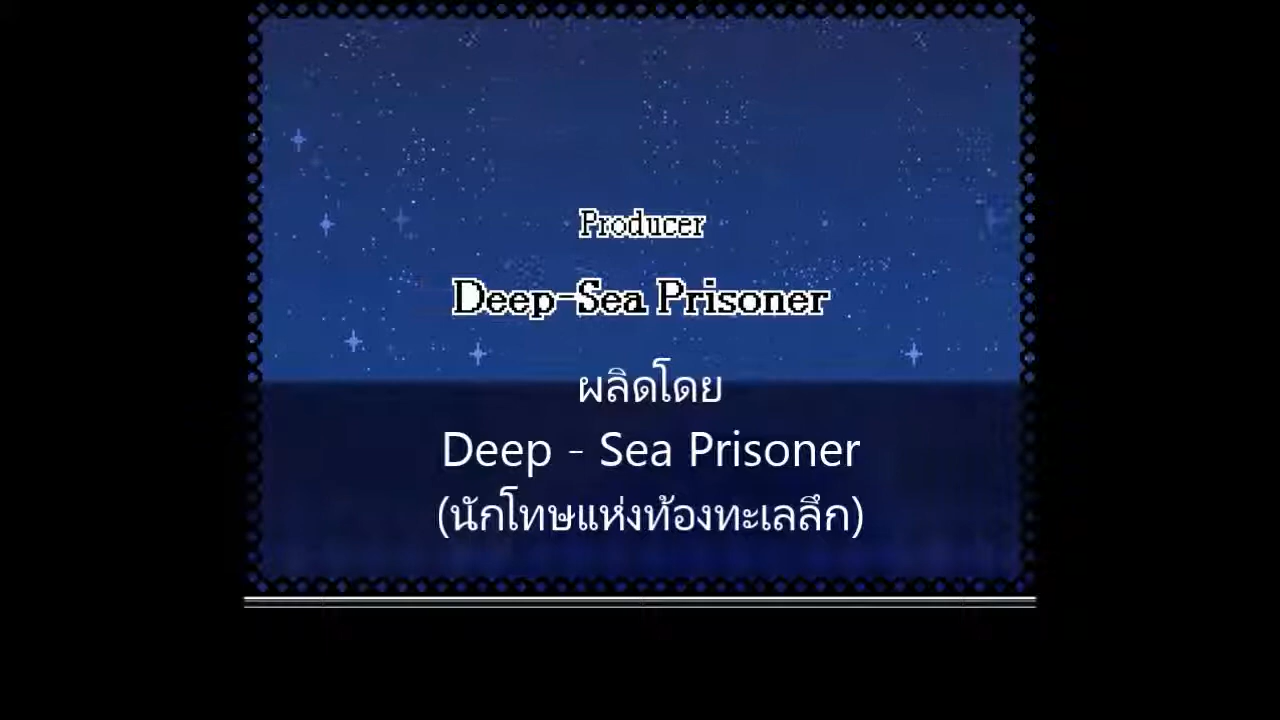 Producer
Deep-Sea Prisoner
ผลิตโดย
Deep - Sea Prisoner
(นักโทษแห่งท้องทะเลลึก)